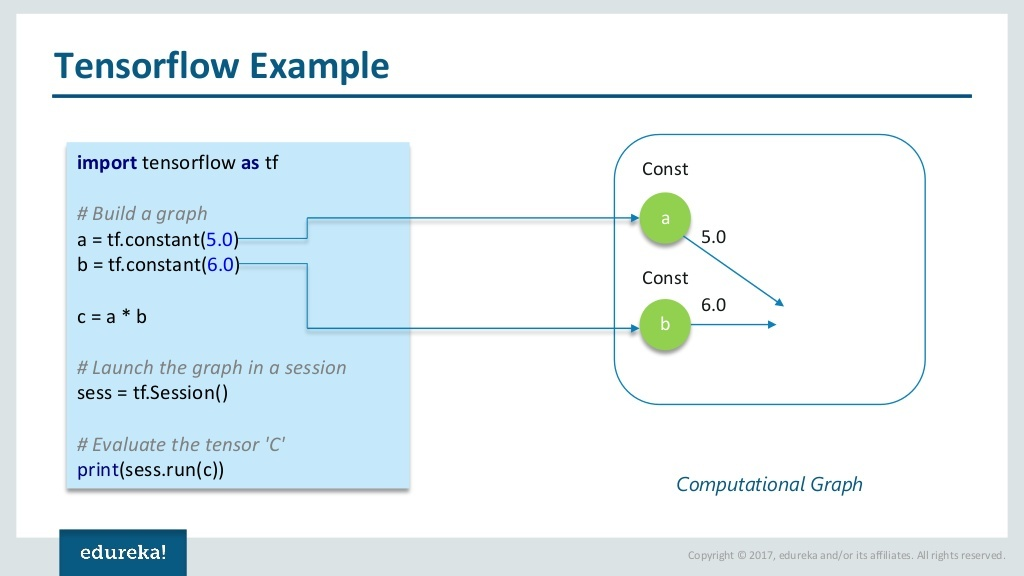 Tensorflow Example
import tensorflow as tf
# Build a graph
a = tf.constant(5.0)
b = tf.constant(6.0)
c = a * b
# Launch the graph in a session
sess = tf.Session()
# Evaluate the tensor 'C'
print(sess.run(c))
Const
a
5.0
Const
6.0
b
Computational Graph
edureka!
Copyright © 2017, edureka and/or its affiliates. All rights reserved.